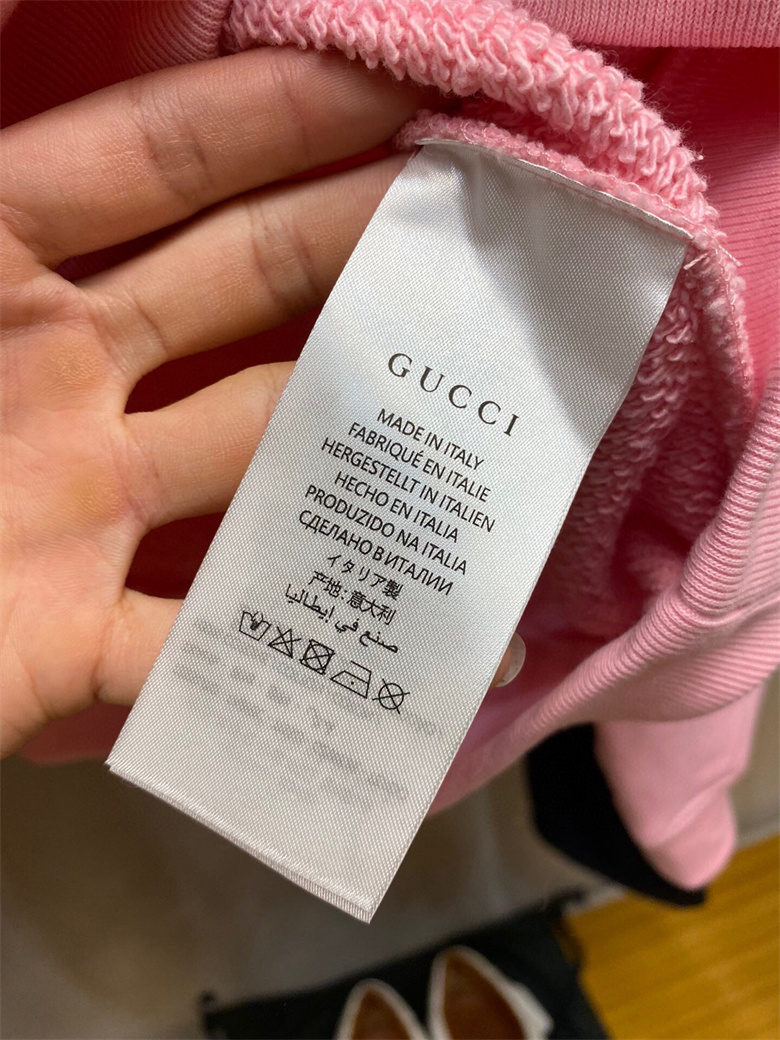 GUCCI
MADE IN ITALY
FABRIQUÉ EN ITALIE
HERGESTELLT IN ITALIEN
HECHO EN ITALIA
PRODUZIDO NA ITALIA
СДЕЛАНО В ИТАЛИИ
イタリア製
产地:意大利
صنع في إيطاليا